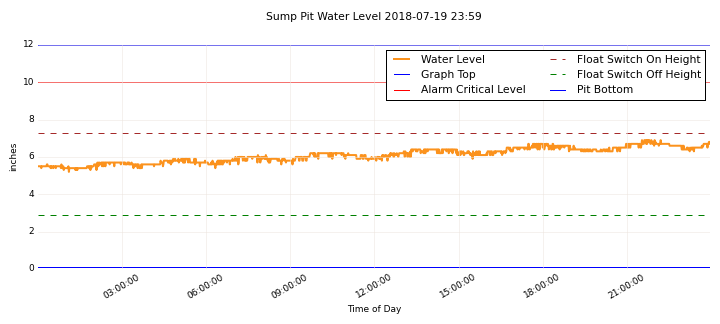 Sump Pit Water Level 2018-07-19 23:59
12
10
8
6
4
2
0
inches
Water Level
Graph Top
Alarm Critical Level
Float Switch On Height
Float Switch Off Height
Pit Bottom
03:00:00
06:00:00
09:00:00
12:00:00
15:00:00
18:00:00
21:00:00
Time of Day